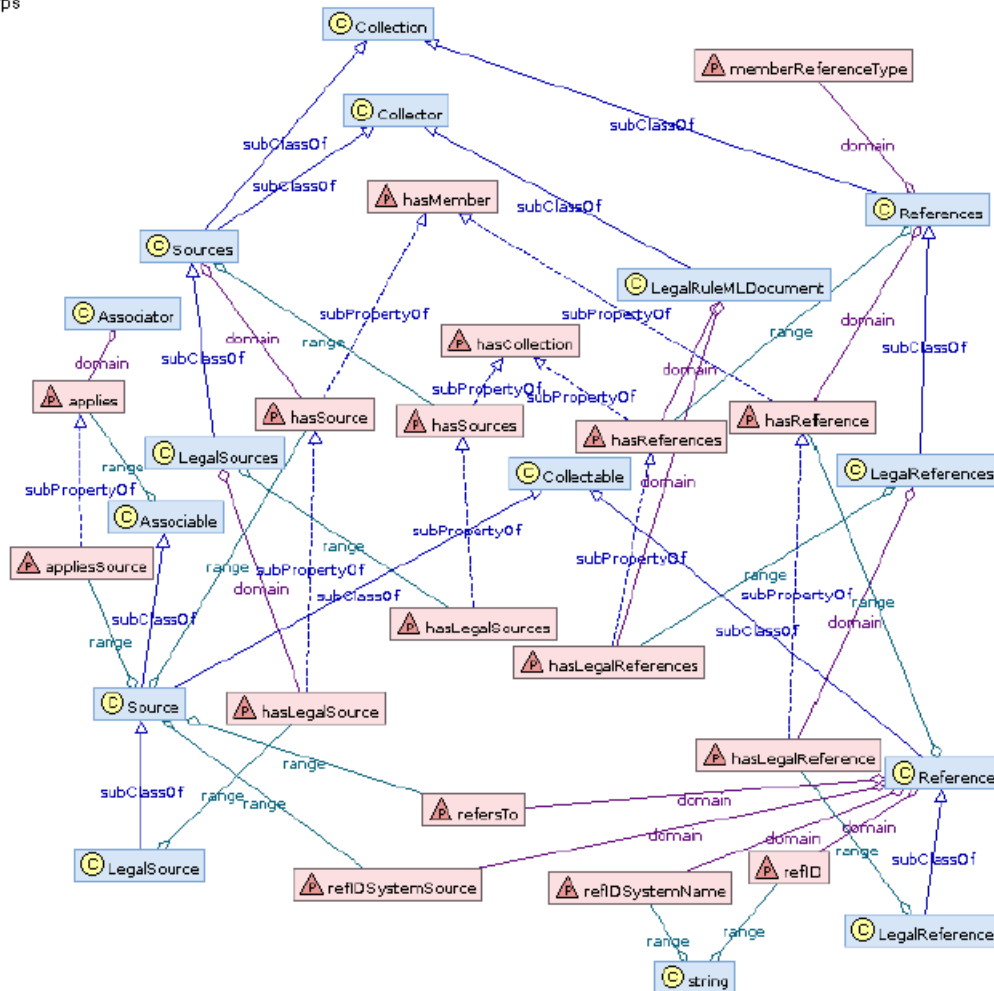 ps
Collection
memberReferenceType
Collector
subClassOf
subClassOf
domain
subClassOf
hasMember
subClassOf
References
Sources
LegalRuleMLDocument
Associator
subPropertyOf
subPropertyOf
domain
range
range
hasCollection
domain
subClassOf
subClassOf
domain
domain
applies
hasSource
hasSources
subPropertyOf
subPropertyOf
hasReferences
hasReference
LegalSources
range
Collectable
domain
LegalReferences
subPropertyOf
Associable
appliesSource
range
subPropertyOf
range
subPropertyOf
range
domain
subClassOf
subPropertyOf
range
subClassOf
hasLegalSources
subClassOf
domain
range
hasLegalReferences
Source
hasLegalSource
hasLegalReference
range
Reference
subClassOf
range
range
refersTo
domain
domain
domain
domain
range
subClassOf
LegalSource
refIDSystemSource
refIDSystemName
refID
LegalReference
range
range
string